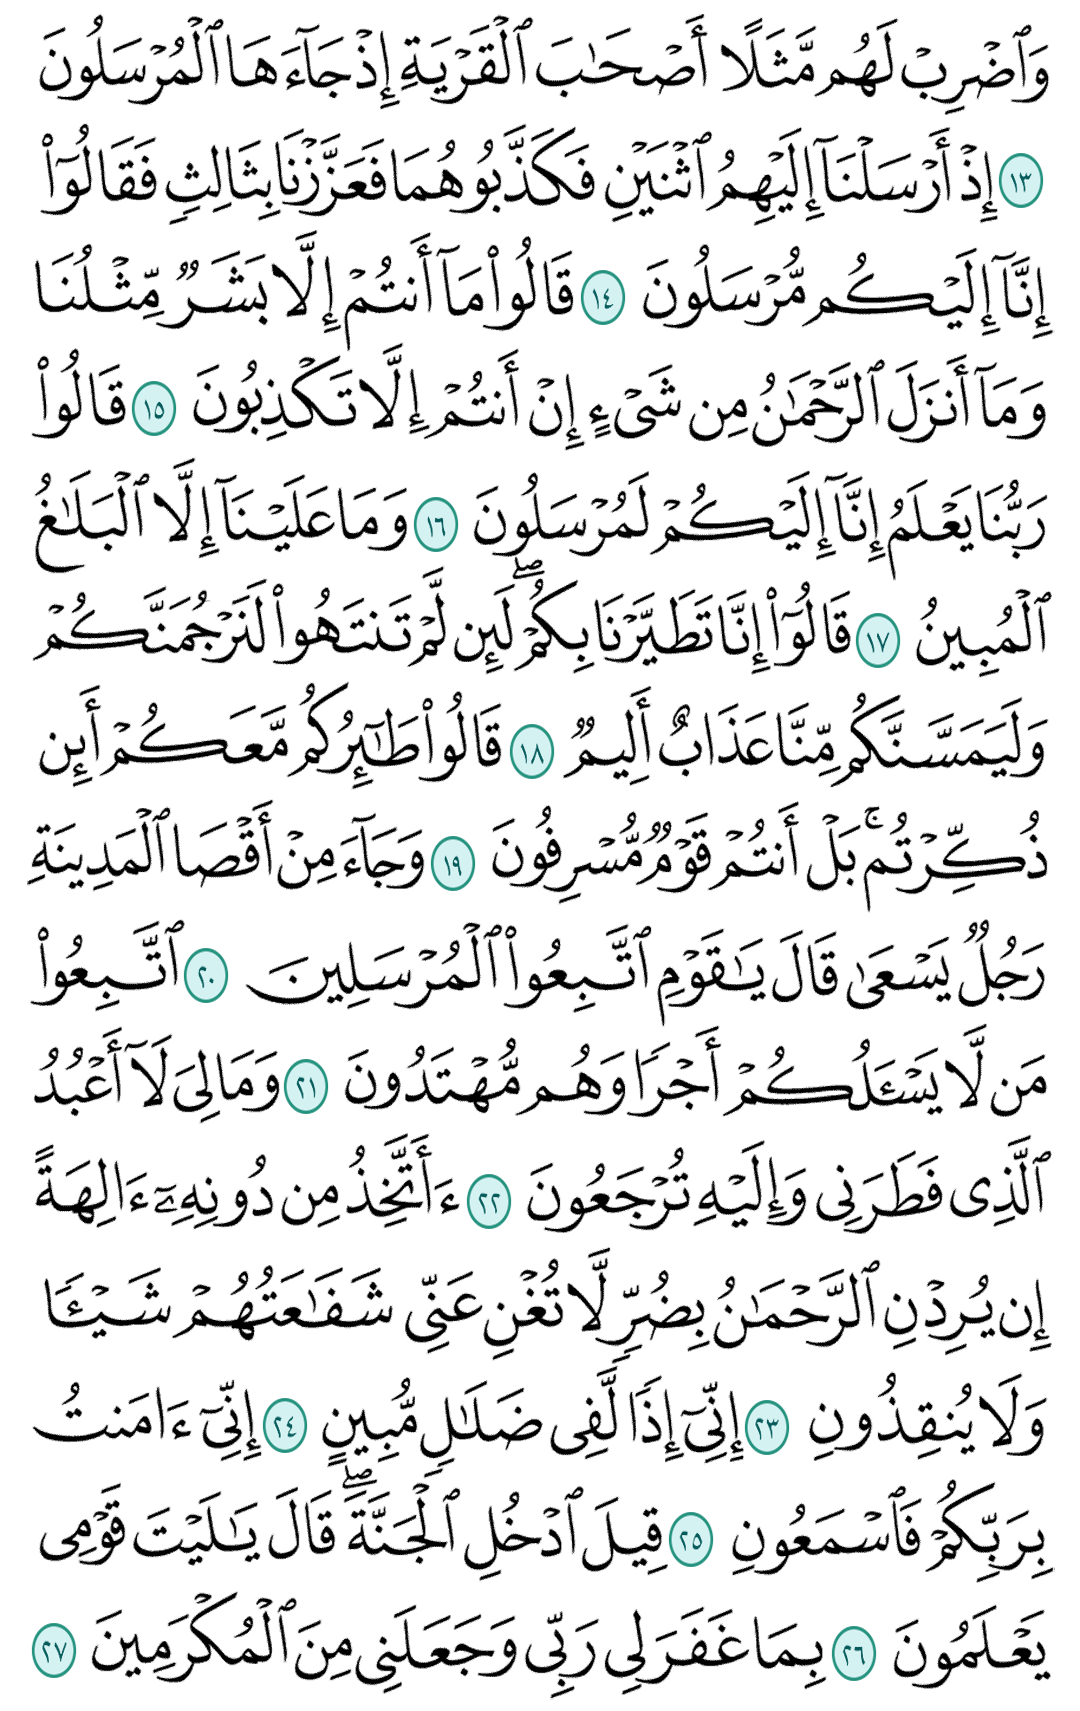 وَٱضْرِبْ لَهُم مَّثَلًا أَصْحَٰبَ ٱلْقَرْيَةِ إِذْ جَآءَهَا ٱلْمُرْسَلُونَ
١٣ إِذْ أَرْسَلْنَآ إِلَيْهِمُ ٱثْنَيْنِ فَكَذَّبُوهُمَا فَعَزَّزْنَا بِثَالِثٍ فَقَالُوٓا۟
إِنَّآ إِلَيْكُم مُّرْسَلُونَ ١٤ قَالُوا۟ مَآ أَنتُمْ إِلَّا بَشَرٌ مِّثْلُنَا
وَمَآ أَنزَلَ ٱلرَّحْمَٰنُ مِن شَىْءٍ إِنْ أَنتُمْ إِلَّا تَكْذِبُونَ ١٥ قَالُوا۟
رَبُّنَا يَعْلَمُ إِنَّآ إِلَيْكُمْ لَمُرْسَلُونَ ١٦ وَمَا عَلَيْنَآ إِلَّا ٱلْبَلَٰغُ
ٱلْمُبِينُ ١٧ قَالُوٓا۟ إِنَّا تَطَيَّرْنَا بِكُمْ ۖ لَئِن لَّمْ تَنتَهُوا۟ لَنَرْجُمَنَّكُمْ
وَلَيَمَسَّنَّكُم مِّنَّا عَذَابٌ أَلِيمٌ ١٨ قَالُوا۟ طَٰٓئِرُكُم مَّعَكُمْ أَئِن
ذُكِّرْتُم ۚ بَلْ أَنتُمْ قَوْمٌ مُّسْرِفُونَ ١٩ وَجَآءَ مِنْ أَقْصَا ٱلْمَدِينَةِ
رَجُلٌ يَسْعَىٰ قَالَ يَٰقَوْمِ ٱتَّبِعُوا۟ ٱلْمُرْسَلِينَ ٢٠ ٱتَّبِعُوا۟
مَن لَّا يَسْـَٔلُكُمْ أَجْرًا وَهُم مُّهْتَدُونَ ٢١ وَمَا لِىَ لَآ أَعْبُدُ
ٱلَّذِى فَطَرَنِى وَإِلَيْهِ تُرْجَعُونَ ٢٢ ءَأَتَّخِذُ مِن دُونِهِۦٓ ءَالِهَةً
إِن يُرِدْنِ ٱلرَّحْمَٰنُ بِضُرٍّ لَّا تُغْنِ عَنِّى شَفَٰعَتُهُمْ شَيْـًٔا
وَلَا يُنقِذُونِ ٢٣ إِنِّىٓ إِذًا لَّفِى ضَلَٰلٍ مُّبِينٍ ٢٤ إِنِّىٓ ءَامَنتُ
بِرَبِّكُمْ فَٱسْمَعُونِ ٢٥ قِيلَ ٱدْخُلِ ٱلْجَنَّةَ ۖ قَالَ يَٰلَيْتَ قَوْمِى
يَعْلَمُونَ ٢٦ بِمَا غَفَرَ لِى رَبِّى وَجَعَلَنِى مِنَ ٱلْمُكْرَمِينَ ٢٧